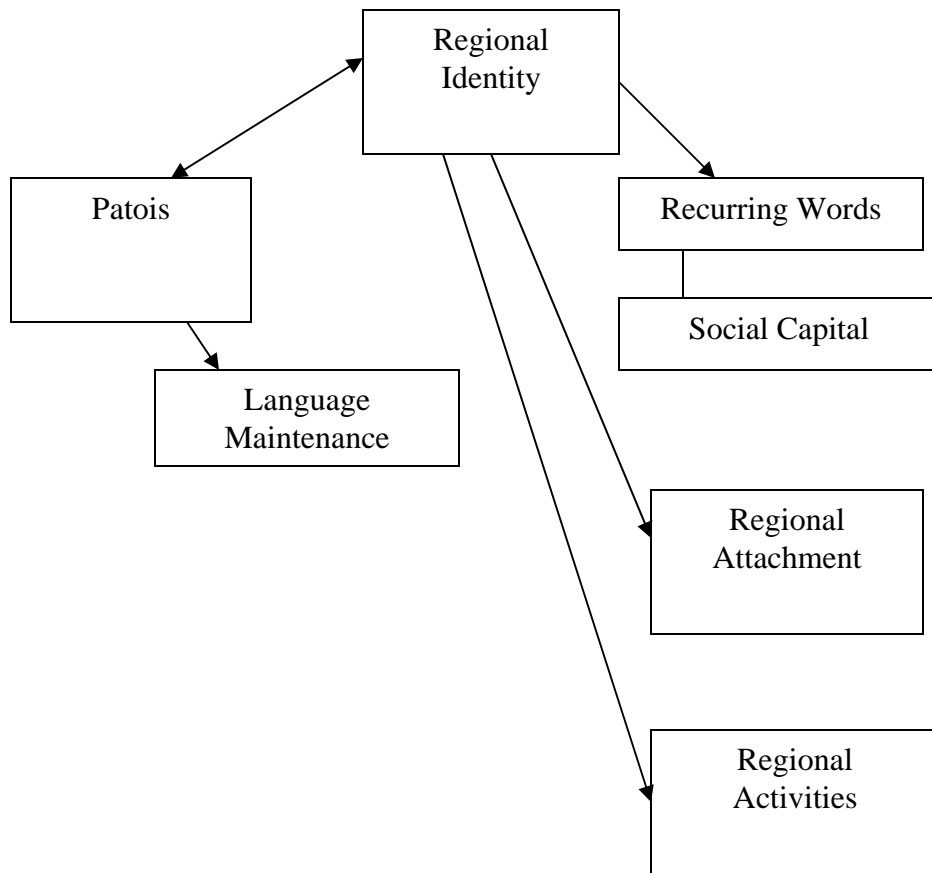 Regional
Identity
Patois
Recurring Words
Social Capital
Language
Maintenance
Regional
Attachment
Regional
Activities